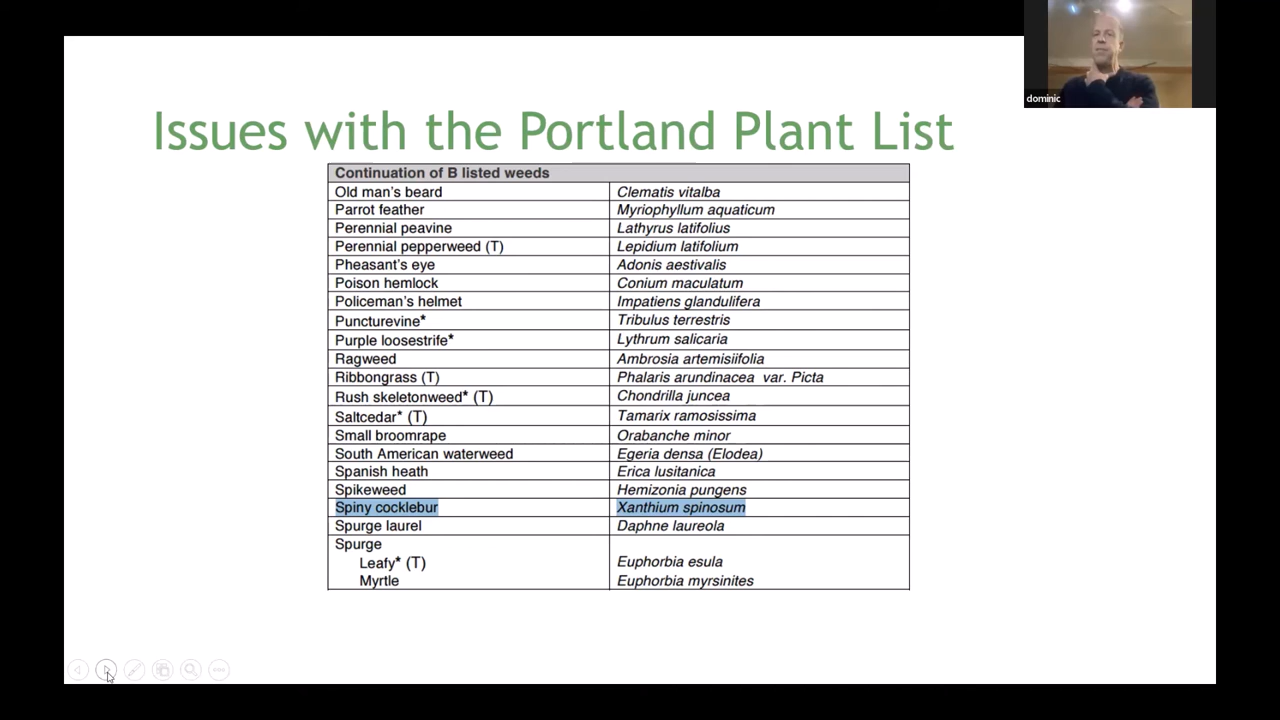 dominic
Issues with the Portland Plant List
Continuation of B listed weeds
Old man's beard Clematis vitalba
Parrot feather Myriophyllum aquaticum
Perennial peavine Lathyrus latifolius
Perennial pepperweed (T) Lepidium latifolium
Pheasant's eye Adonis aestivalis
Poison hemlock Conium maculatum
Policeman's helmet Impatiens glandulifera
Puncturevine* Tribulus terrestris
Purple loosestrife* Lythrum salicaria
Ragweed Ambrosia artemisiifolia
Ribbongrass (T) Phalaris arundinacea var. Picta
Rush skeletonweed* (T) Chondrilla juncea
Saltcedar* (T) Tamarix ramosissima
Small broomrape Orabanche minor
South American waterweed Egeria densa (Elodea)
Spanish heath Erica lusitanica
Spikeweed Hemizonia pungens
Spiny cocklebur Xanthium spinosum
Spurge laurel Daphne laureola
Spurge
Leafy* (T) Euphorbia esula
Myrtle Euphorbia myrsinites